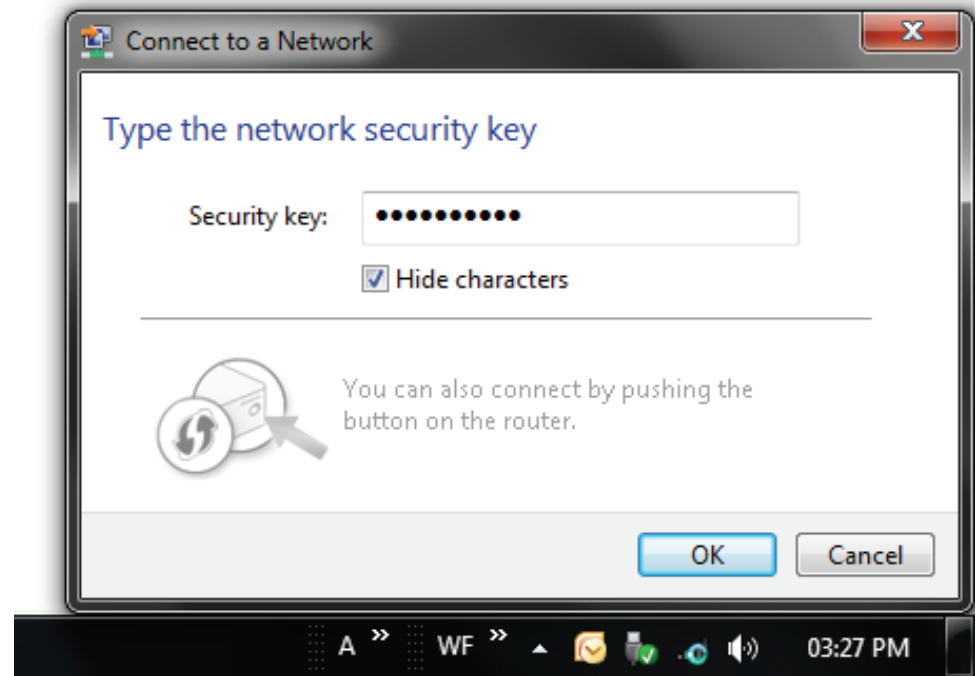 Connect to a Network
Type the network security key
Security key: ••••••••••
Hide characters
You can also connect by pushing the
button on the router.
OK Cancel
A » WF » 03:27 PM